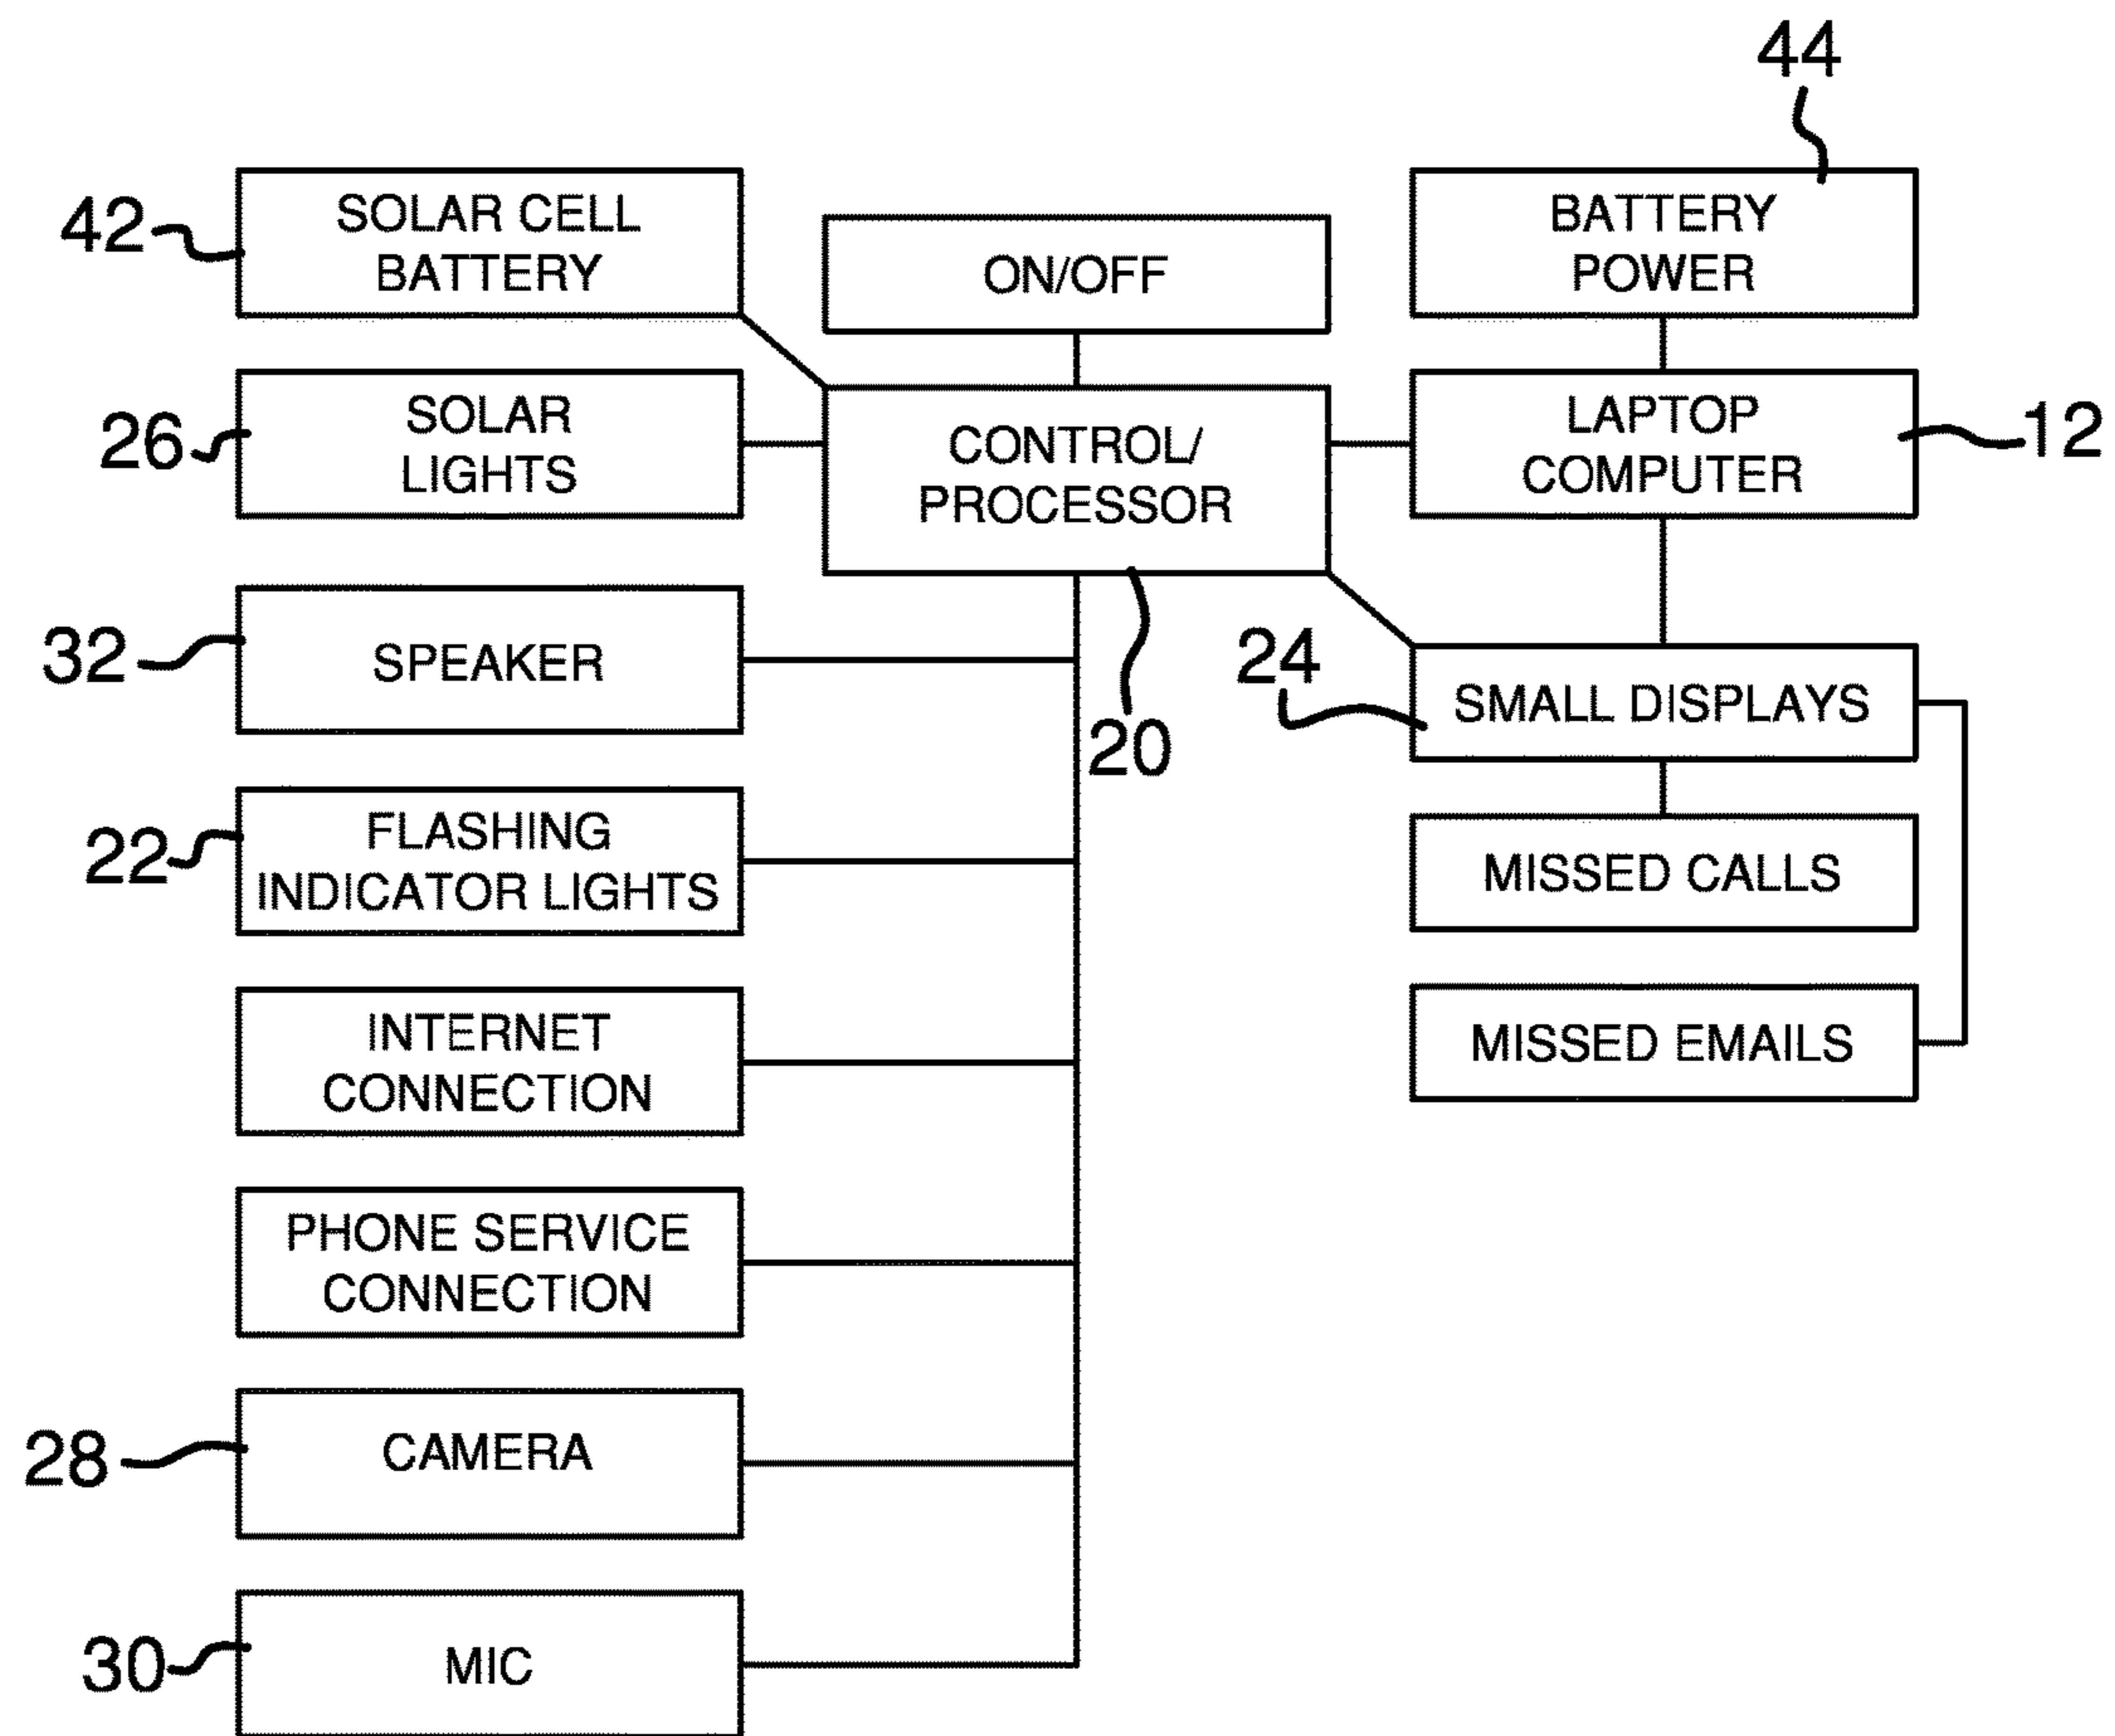 44
42
SOLAR CELL
BATTERY
ON/OFF
BATTERY
POWER
26
SOLAR
LIGHTS
CONTROL/
PROCESSOR
LAPTOP
COMPUTER
12
32
SPEAKER
20
24
SMALL DISPLAYS
22
FLASHING
INDICATOR LIGHTS
MISSED CALLS
INTERNET
CONNECTION
MISSED EMAILS
PHONE SERVICE
CONNECTION
28
CAMERA
30
MIC